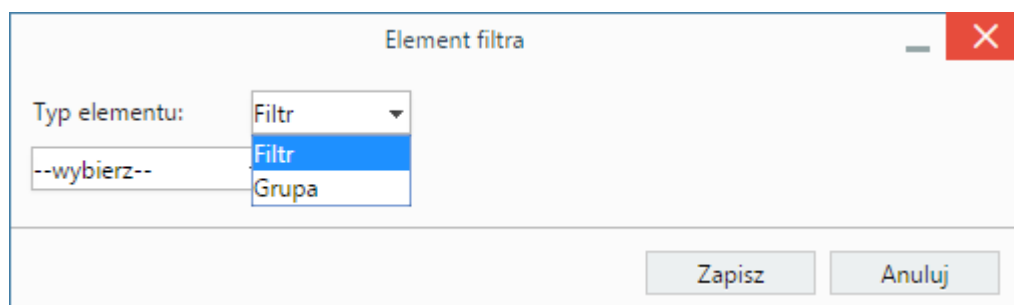 Element filtra
Typ elementu: Filtr
Filtr
--wybierz--
Grupa
Zapisz Anuluj